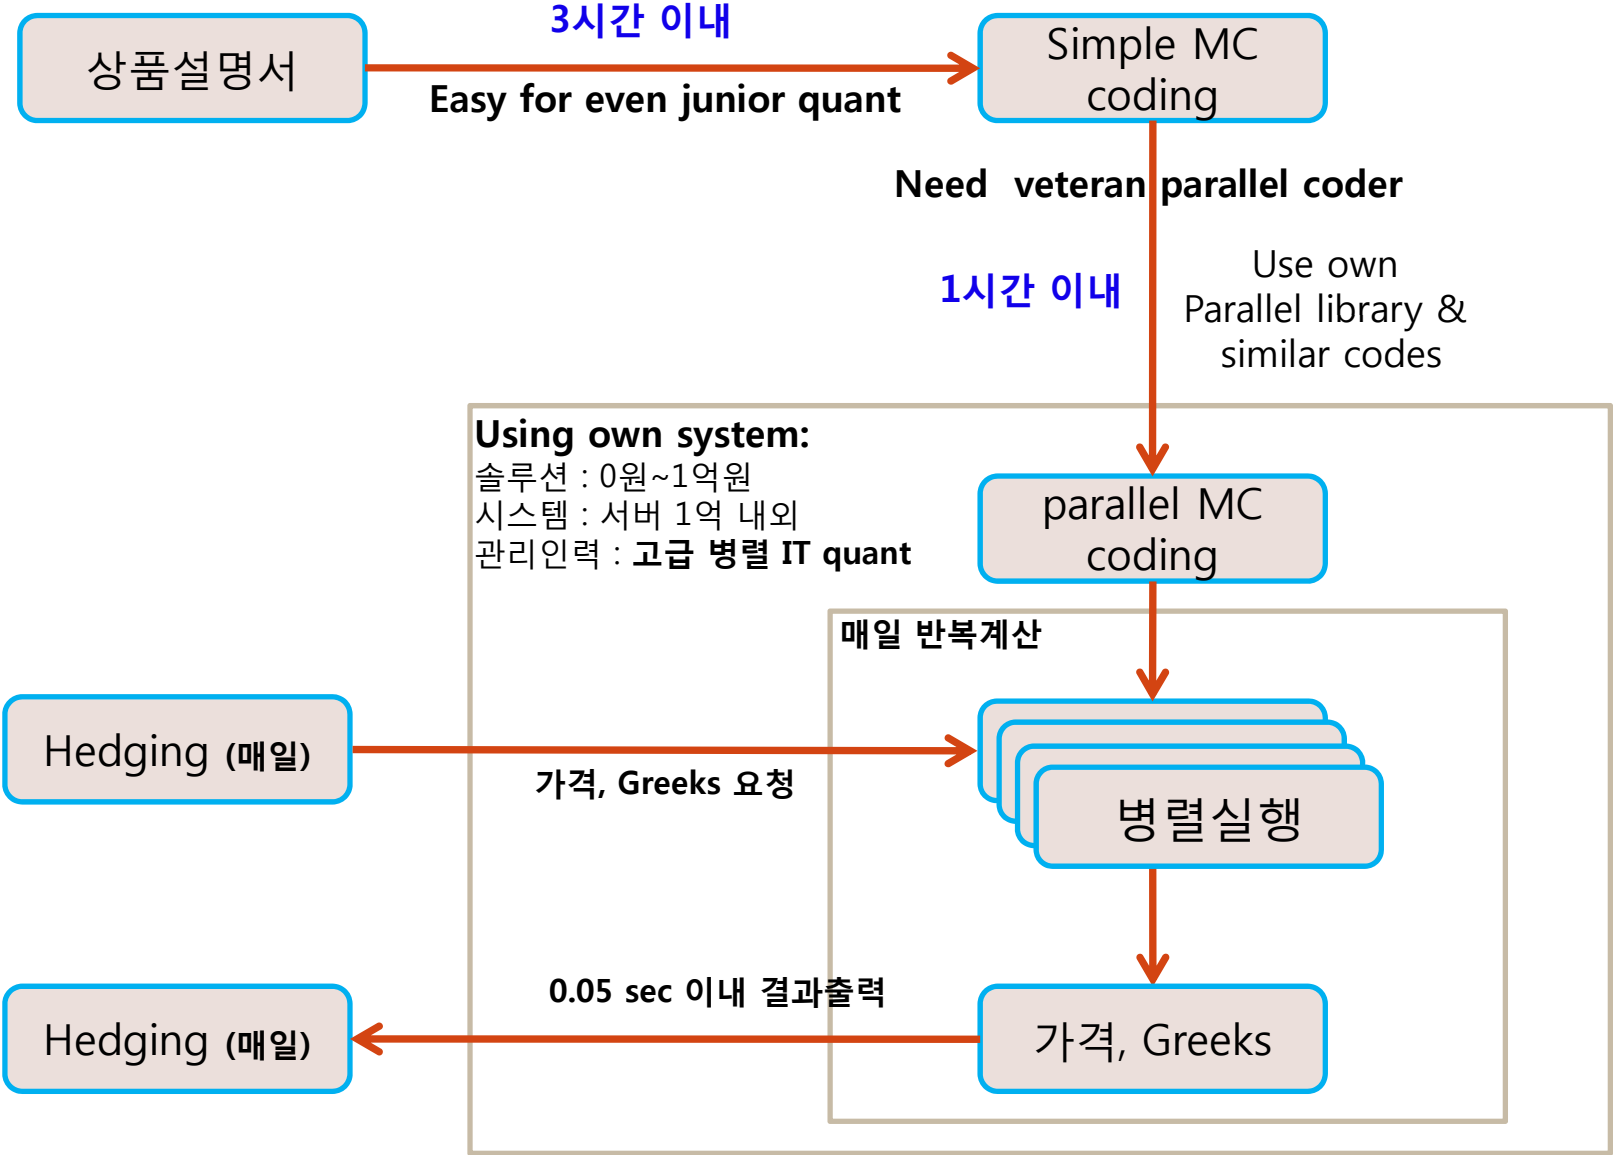 3시간 이내
상품설명서
Simple MC
coding
Easy for even junior quant
Need veteran parallel coder
1시간 이내
Use own
Parallel library &
similar codes
Using own system:
솔루션 : 0원~1억원
시스템 : 서버 1억 내외
관리인력 : 고급 병렬 IT quant
parallel MC
coding
매일 반복계산
Hedging (매일)
가격, Greeks 요청
병렬실행
0.05 sec 이내 결과출력
Hedging (매일)
가격, Greeks